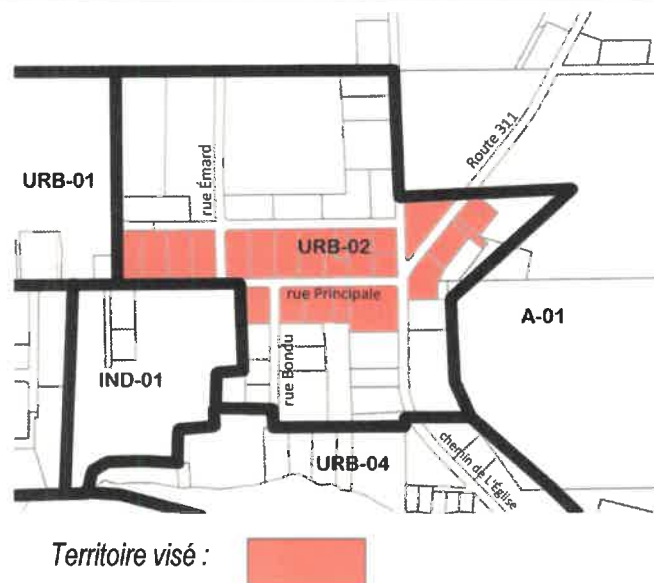 Route 311
rue Émard
URB-01
URB-02
rue Principale
A-01
IND-01
rue Bondu
URB-04
chemin de L'Église
Territoire visé :